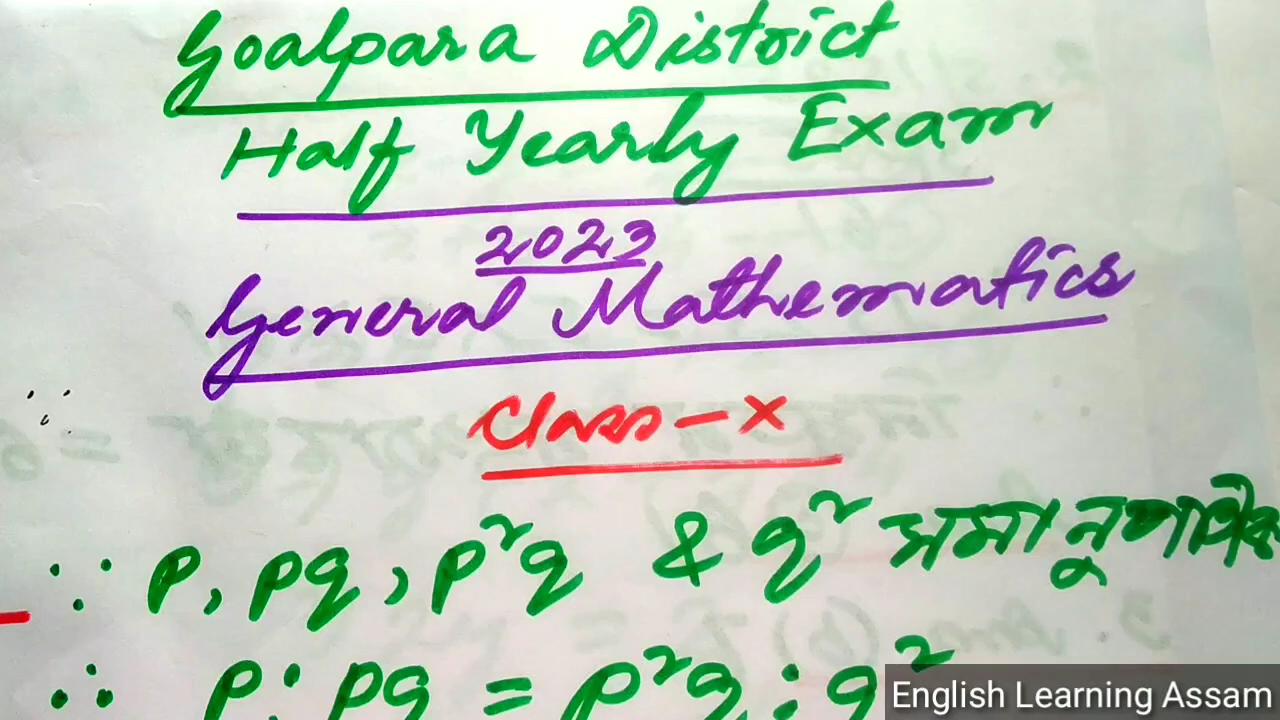 Goalpara District
Half Yearly Exam
2023
General Mathematics
Class-X
∵ p, pq, p²q & q² সমানুপাতিক
∴ p : pq = p²q : q²
English Learning Assam